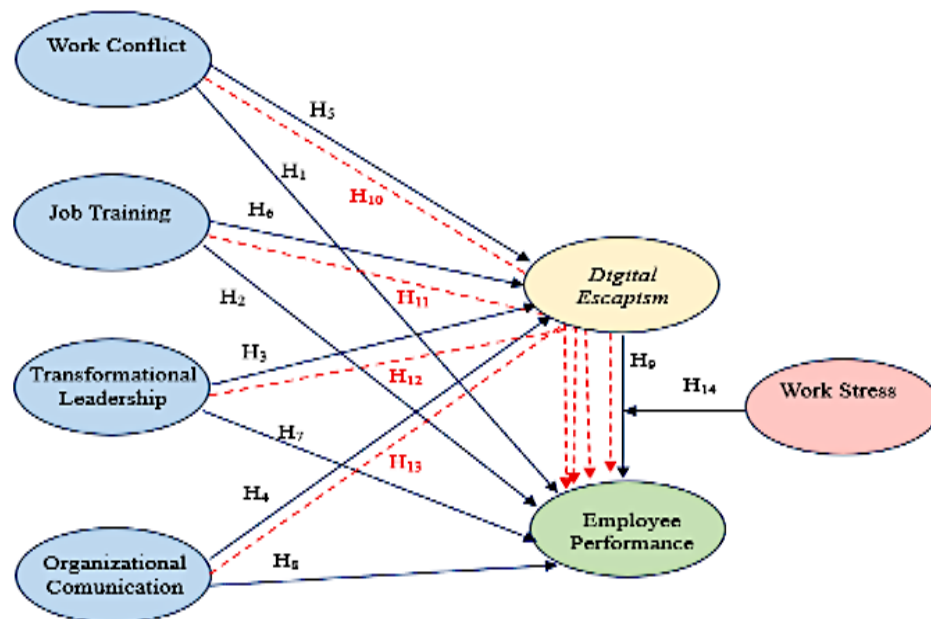 Work Conflict
H5
H1
H10
Job Training
H6
H2
H11
Digital
Escapism
H3
H9
Transformational
Leadership
H12
H14
Work Stress
H7
H13
H4
Employee
Performance
Organizational
Comunication
H8